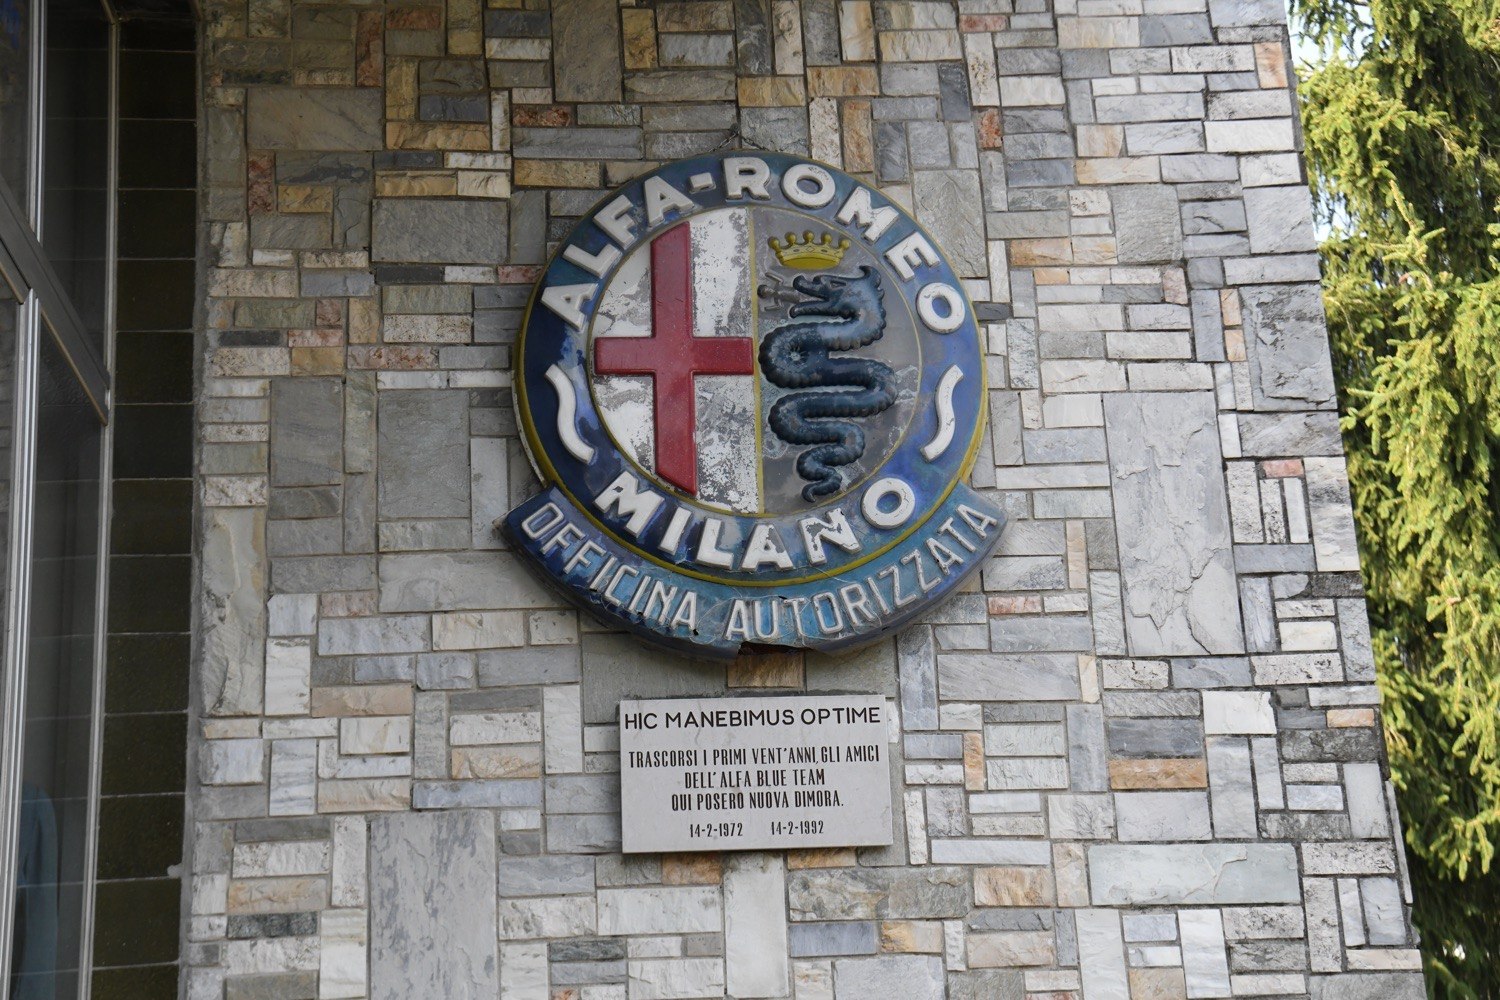 ALFA-ROMEO
MILANO
OFFICINA AUTORIZZATA
HIC MANEBIMUS OPTIME
TRASCORSI I PRIMI VENT'ANNI, GLI AMICI
DELL'ALFA BLUE TEAM
QUI POSERO NUOVA DIMORA.
14-2-1972 14-2-1992